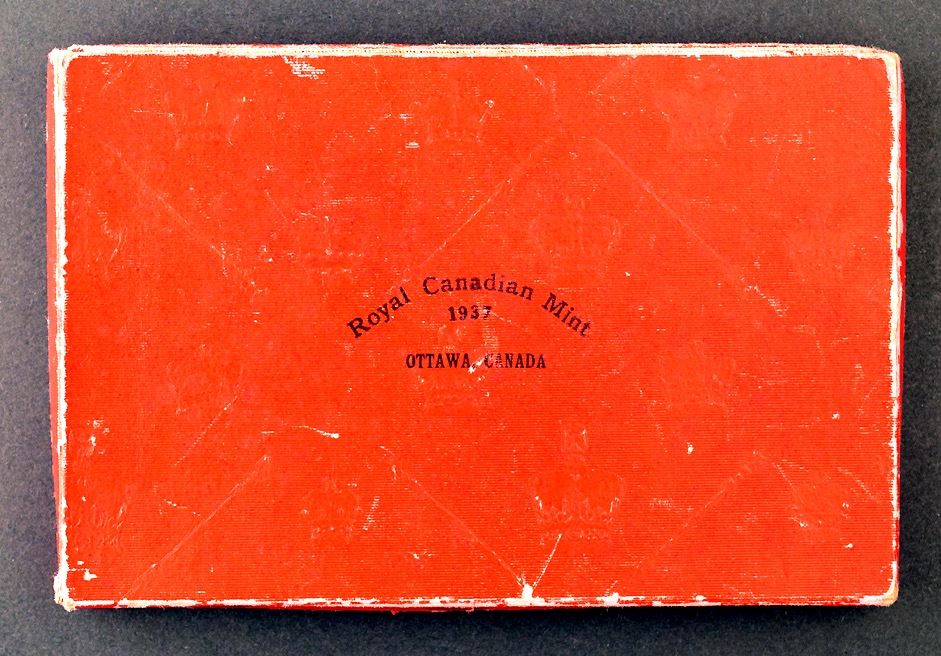 Royal Canadian Mint
1937
OTTAWA, CANADA